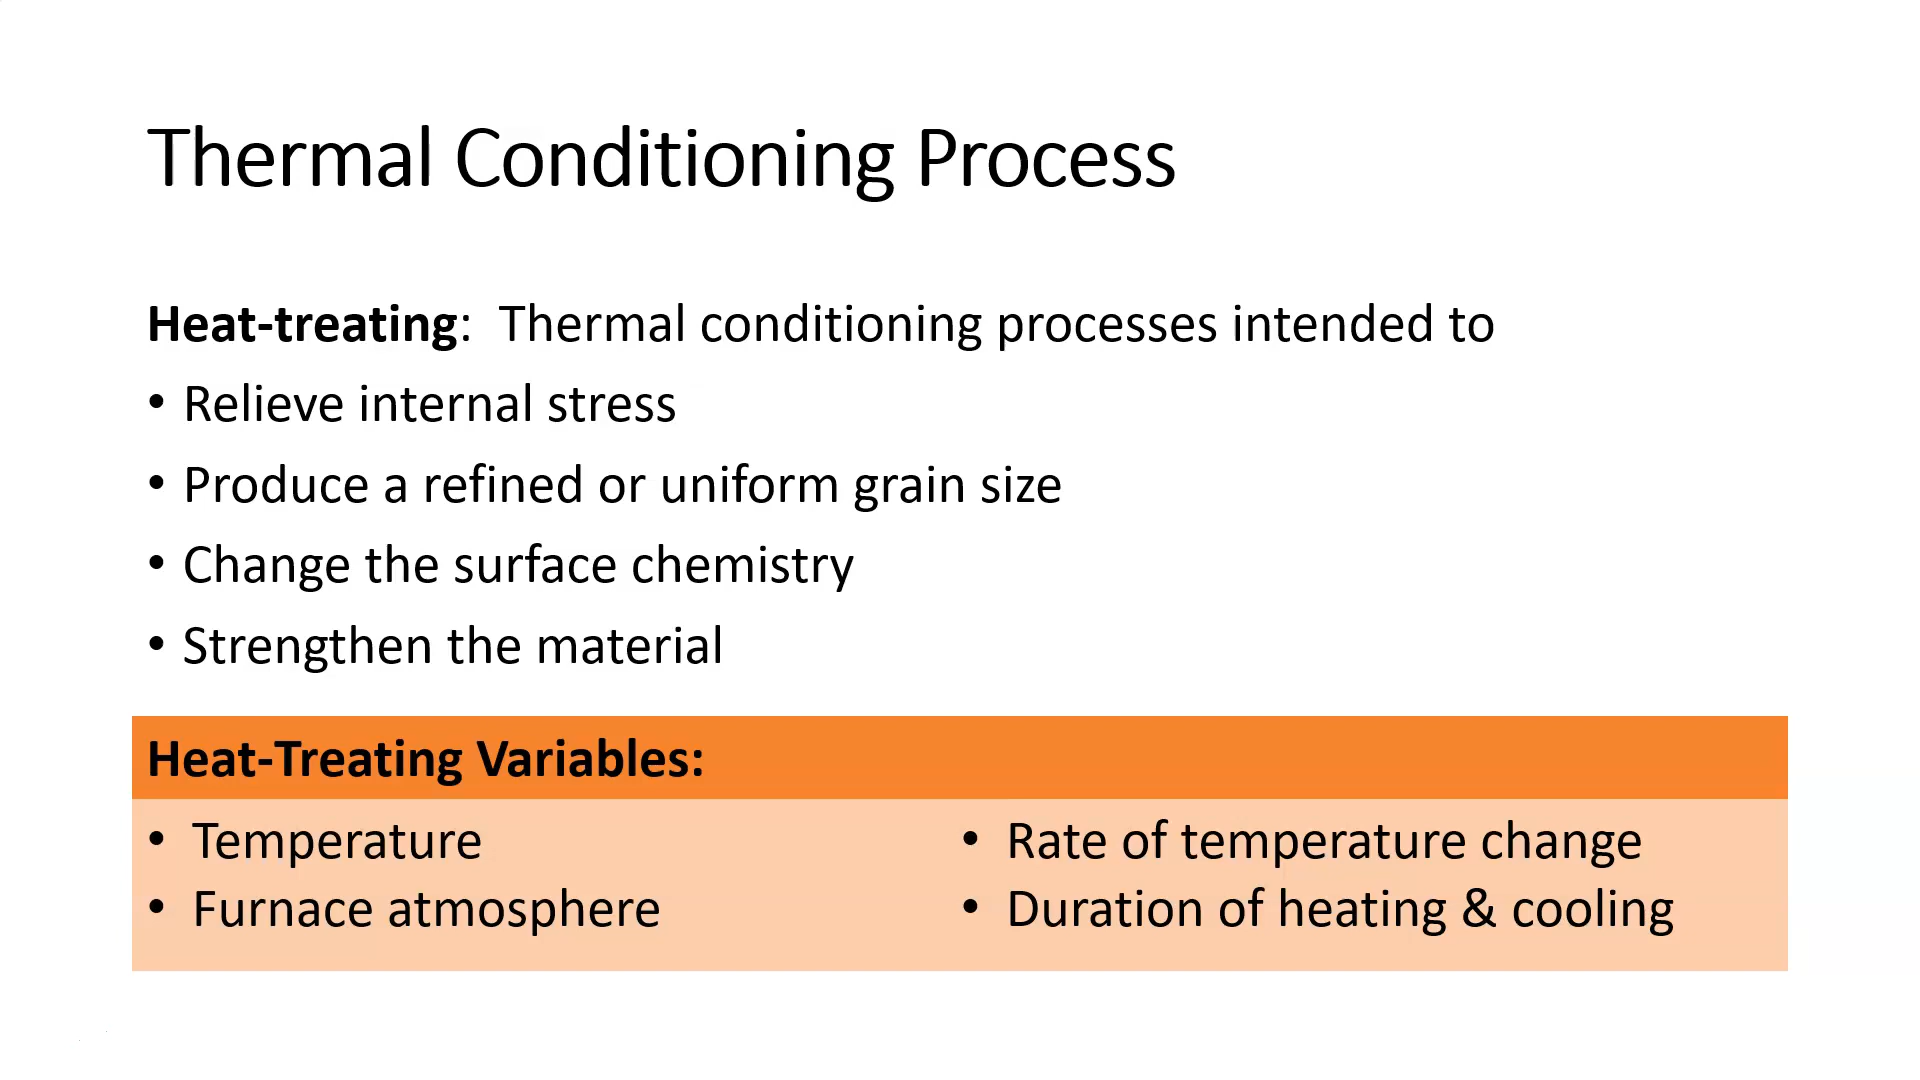 Thermal Conditioning Process
Heat-treating:  Thermal conditioning processes intended to
• Relieve internal stress
• Produce a refined or uniform grain size
• Change the surface chemistry
• Strengthen the material
Heat-Treating Variables:
• Temperature
• Furnace atmosphere
• Rate of temperature change
• Duration of heating & cooling